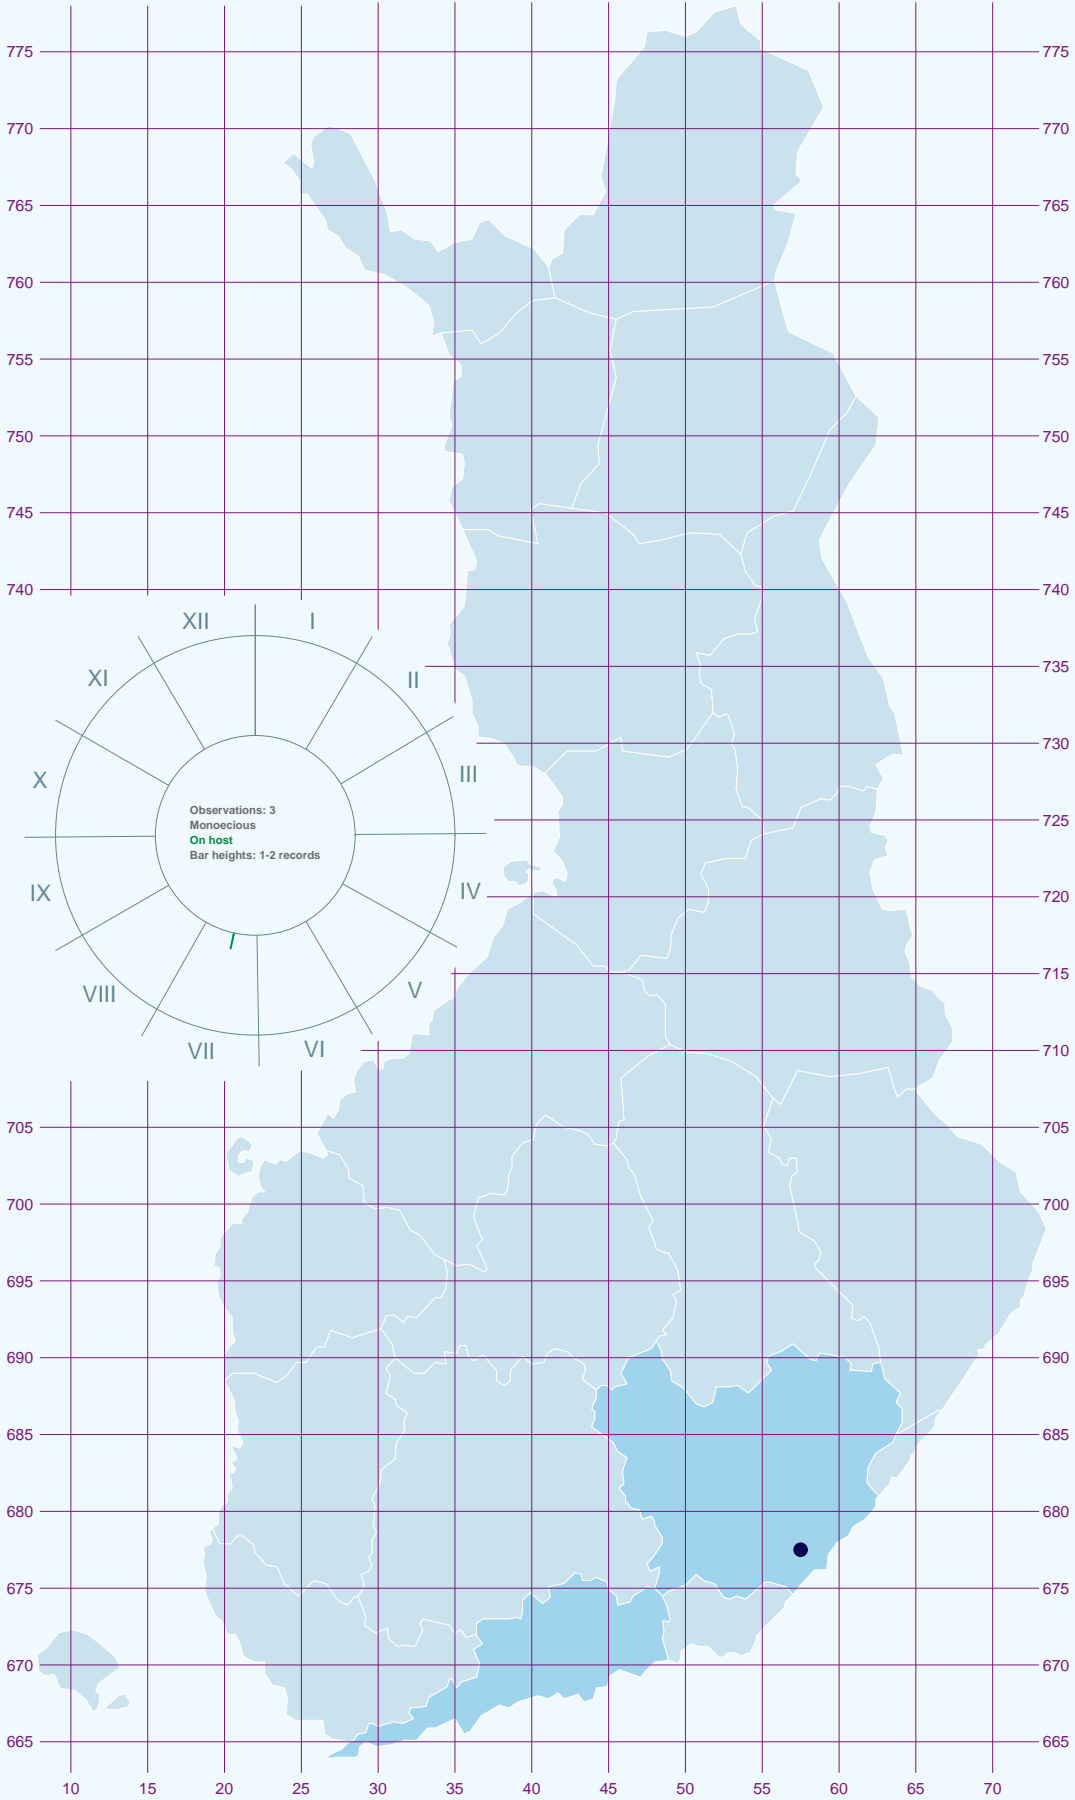 775 775
770 770
765 765
760 760
755 755
750 750
745 745
740 740
XII I
XI II
735
730
X III
Observations: 3
Monoecious
On host
Bar heights: 1-2 records
725
IX IV
720
VIII V
715
VII VI
710
705 705
700 700
695 695
690 690
685 685
680 680
675 675
670 670
665 665
10 15 20 25 30 35 40 45 50 55 60 65 70